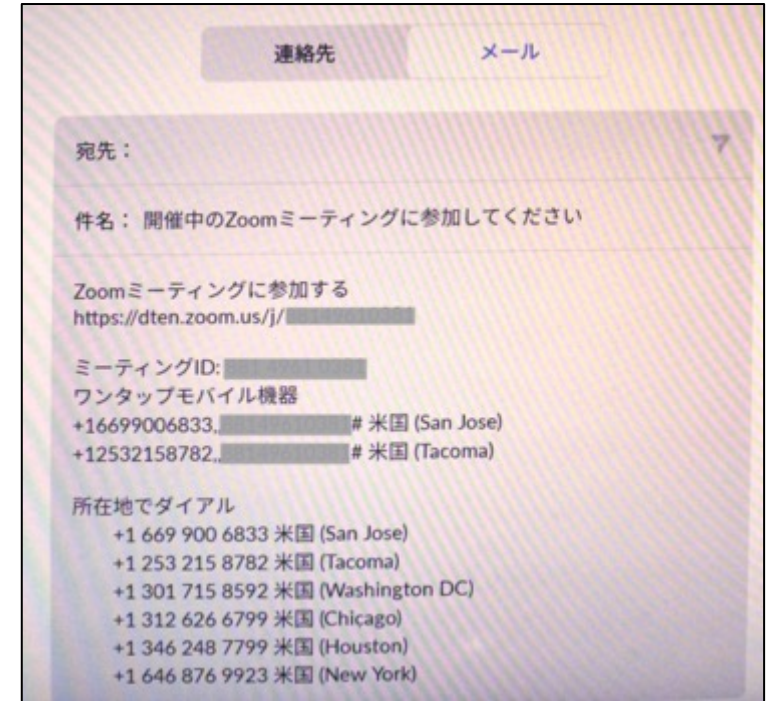 連絡先
メール
宛先：
件名： 開催中のZoomミーティングに参加してください
Zoomミーティングに参加する
https://dten.zoom.us/j/
ミーティングID:
ワンタップモバイル機器
+16699006833,,# 米国 (San Jose)
+12532158782,,# 米国 (Tacoma)
所在地でダイアル
+1 669 900 6833 米国 (San Jose)
+1 253 215 8782 米国 (Tacoma)
+1 301 715 8592 米国 (Washington DC)
+1 312 626 6799 米国 (Chicago)
+1 346 248 7799 米国 (Houston)
+1 646 876 9923 米国 (New York)